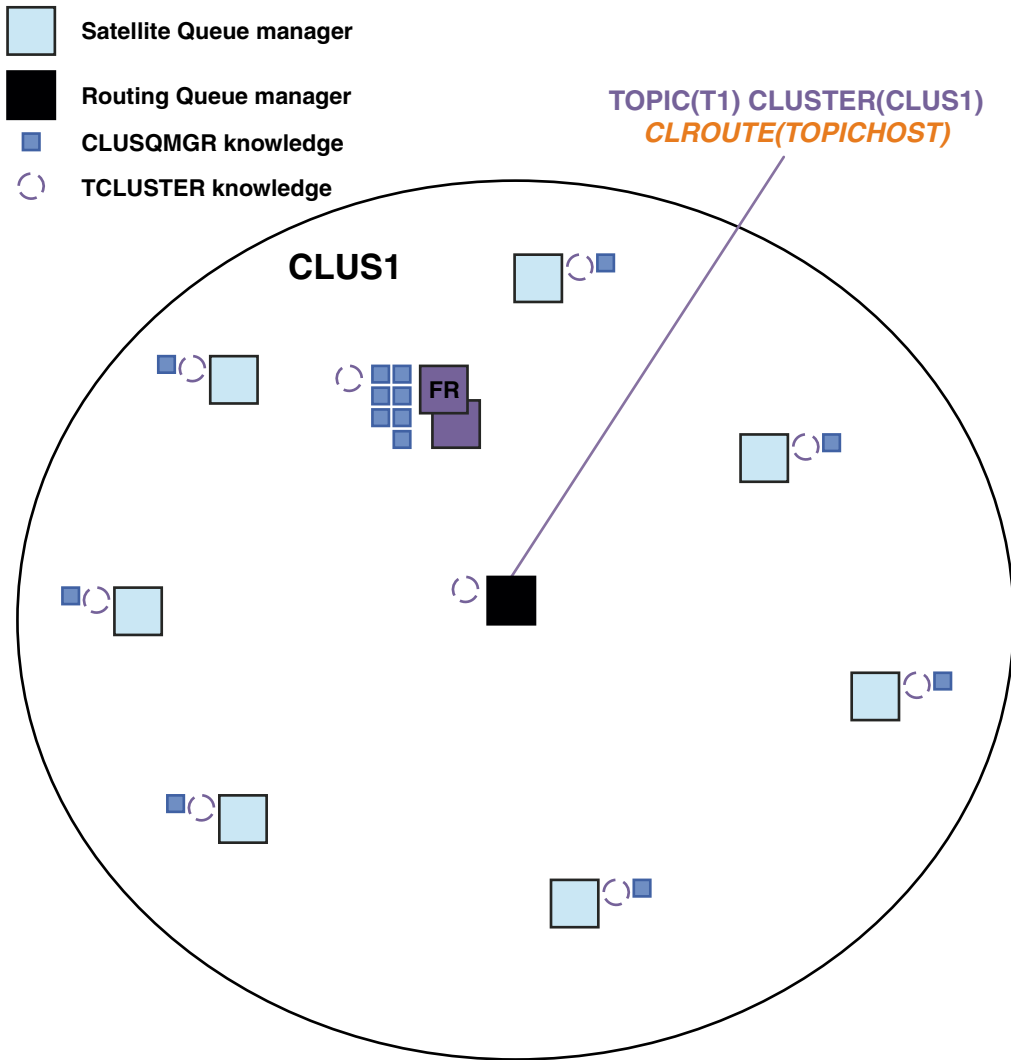 Satellite Queue manager
Routing Queue manager
CLUSQMGR knowledge
TCLUSTER knowledge
TOPIC(T1) CLUSTER(CLUS1)
CLROUTE(TOPICHOST)
CLUS1
FR